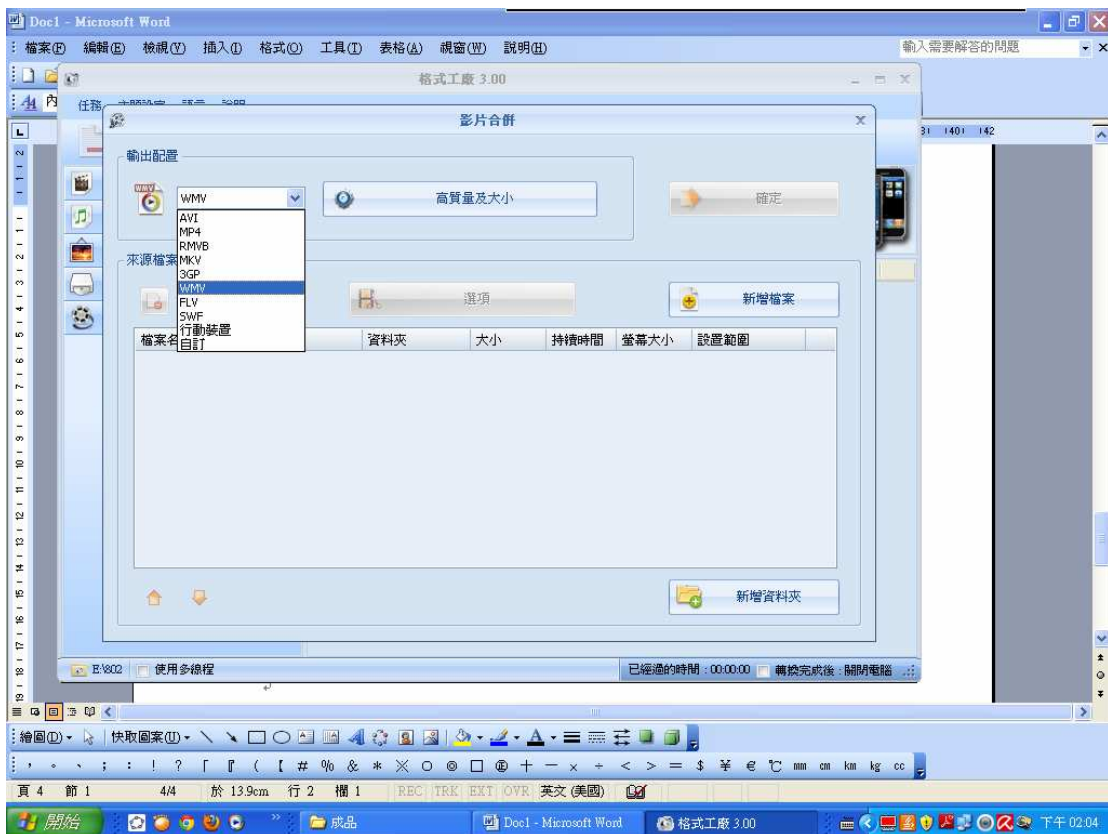 Doc1 - Microsoft Word
檔案(F) 編輯(E) 檢視(V) 插入(I) 格式(O) 工具(T) 表格(A) 視窗(W) 說明(H) 輸入需要解答的問題
格式工廠 3.00
內
任務
影片合併
輸出配置
WMV 高質量及大小 確定
AVI
MP4
RMVB
MKV
3GP
WMV
FLV
SWF
行動裝置
自訂
來源檔案
選項 新增檔案
檔案名 資料夾 大小 持續時間 螢幕大小 設置範圍
新增資料夾
E:\802 使用多線程 已經過的時間 : 00:00:00 轉換完成後 : 關閉電腦
繪圖(D) 快取圖案(U)
, 。 、 ; : ! ? 「 『 ( 【 # % & * ※ ○ ◎ □ ㊣ + − × ÷ < > = $ ¥ € ℃ mm cm km kg cc
頁 4 節 1 4/4 於 13.9cm 行 2 欄 1 REC TRK EXT OVR 英文 (美國)
開始 成品 Doc1 - Microsoft Word 格式工廠 3.00 下午 02:04